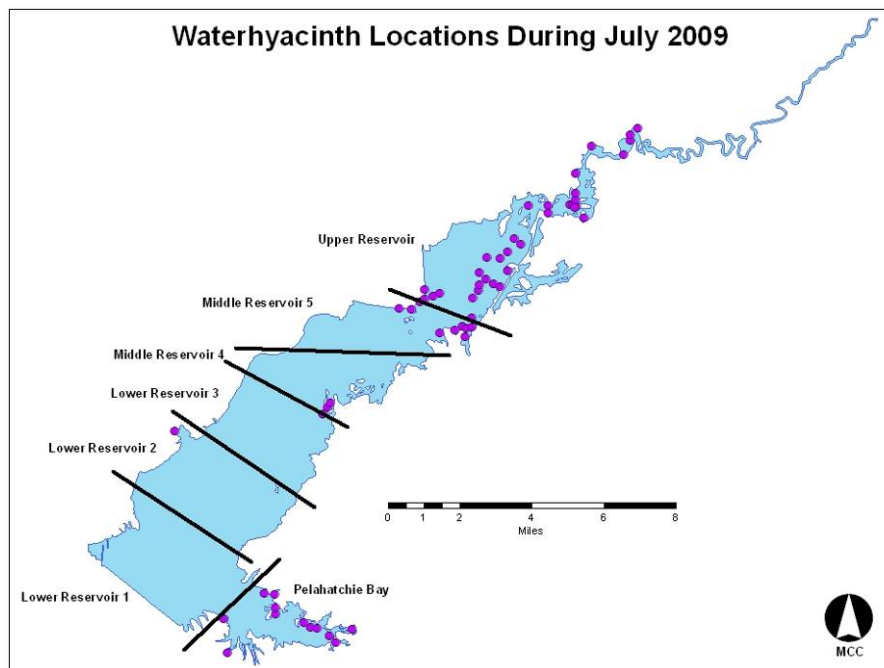 Waterhyacinth Locations During July 2009
Upper Reservoir
Middle Reservoir 5
Middle Reservoir 4
Lower Reservoir 3
Lower Reservoir 2
0 1 2 4 6 8
Miles
Pelahatchie Bay
Lower Reservoir 1
MCC